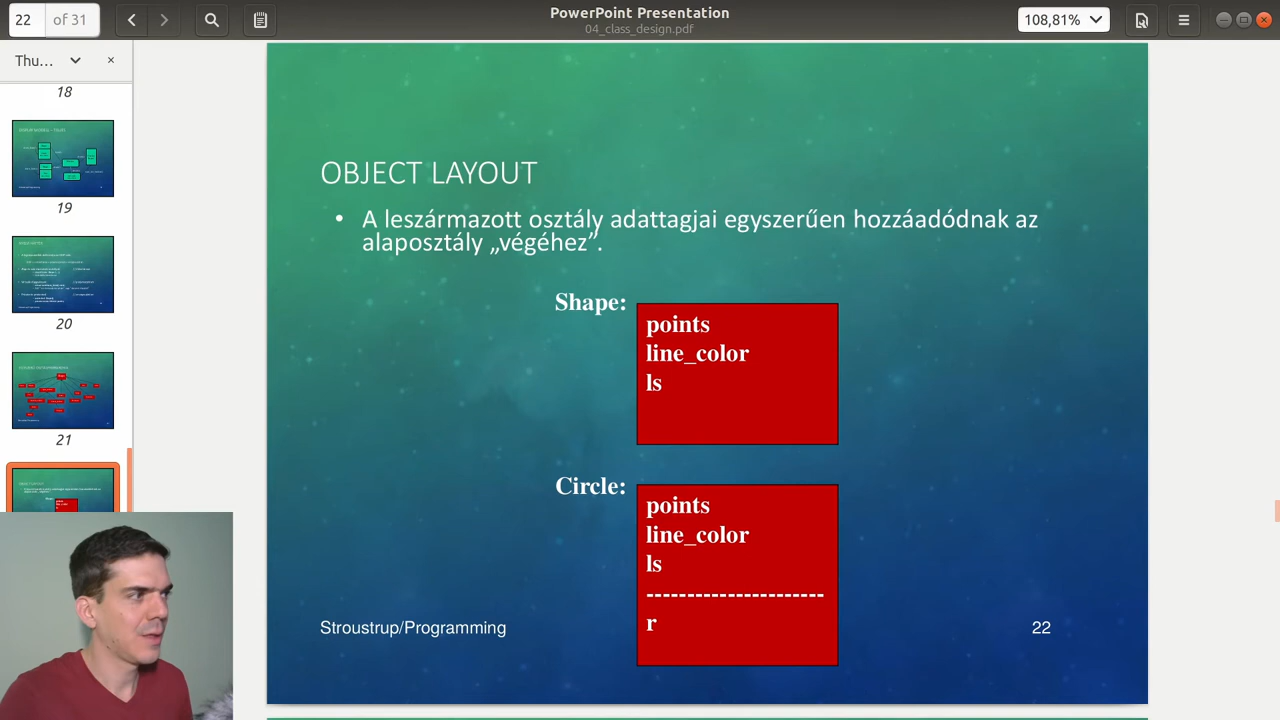 22 of 31
PowerPoint Presentation
04_class_design.pdf
108,81%
Thu...
18
19
20
21
OBJECT LAYOUT
• A leszármazott osztály adattagjai egyszerűen hozzáadódnak az
alaposztály „végéhez”.
Shape:
points
line_color
ls
Circle:
points
line_color
ls
----------------------
r
Stroustrup/Programming
22